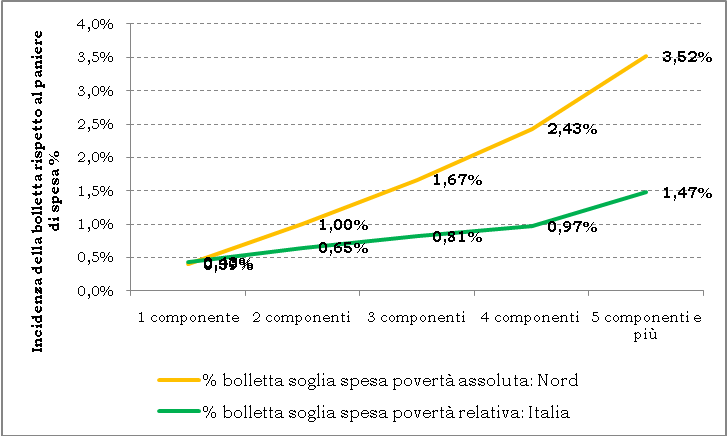 Incidenza della bolletta rispetto al paniere
di spesa %
4,0%
3,5%
3,0%
2,5%
2,0%
1,5%
1,0%
0,5%
0,0%
3,52%
2,43%
1,67%
1,00%
1,47%
0,97%
0,81%
0,65%
1 componente
2 componenti
3 componenti
4 componenti
5 componenti e
più
% bolletta soglia spesa povertà assoluta: Nord
% bolletta soglia spesa povertà relativa: Italia